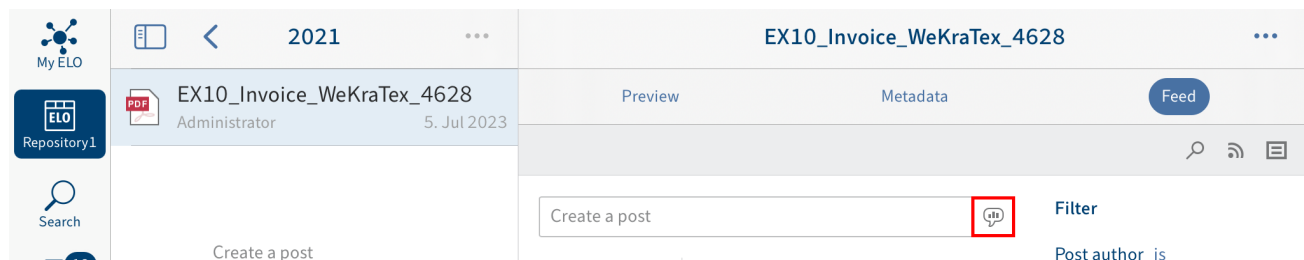 My ELO
2021
EX10_Invoice_WeKraTex_4628
EX10_Invoice_WeKraTex_4628
Administrator
5. Jul 2023
PDF
Preview
Metadata
Feed
ELO
Repository1
Search
Create a post
Filter
Create a post
Post author is